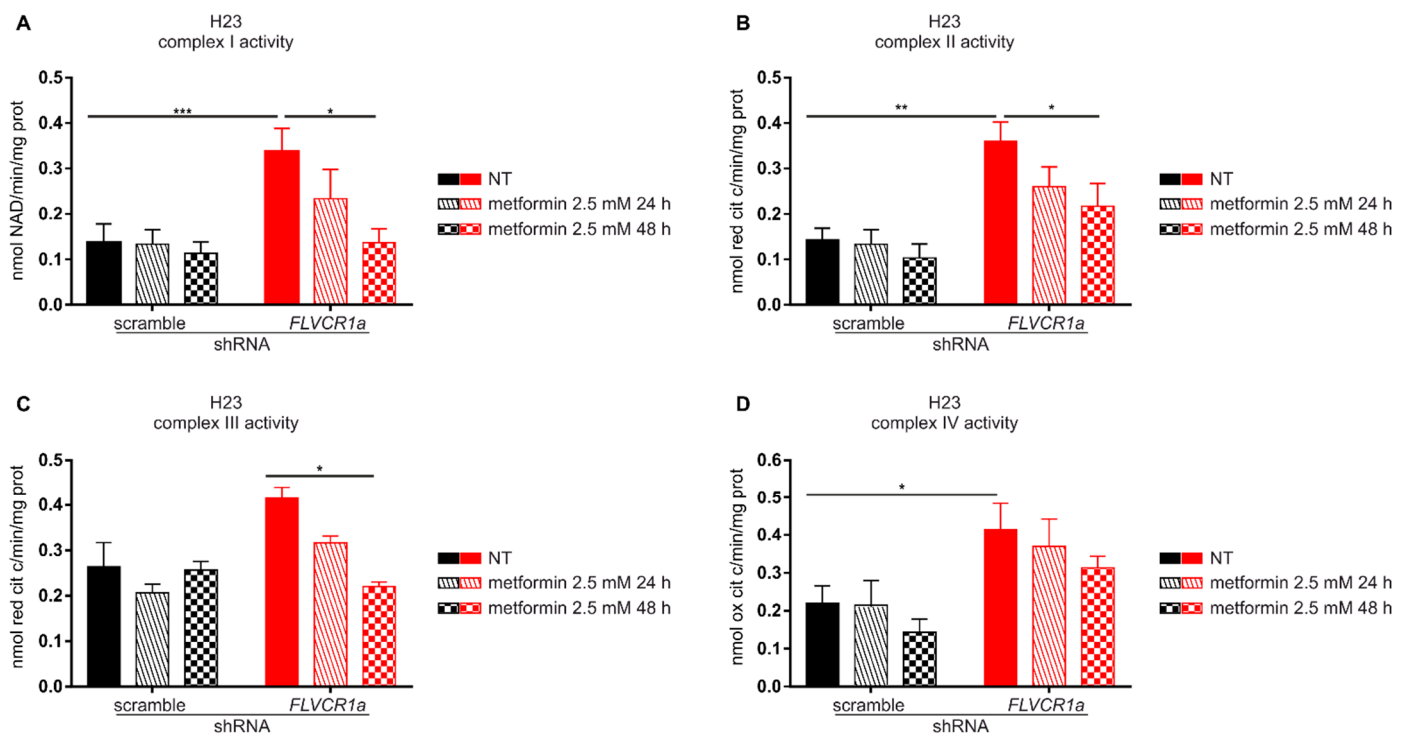 A
H23
complex I activity
nmol NAD/min/mg prot
0.5
0.4
0.3
0.2
0.1
0.0
***
*
scramble
FLVCR1a
shRNA
NT
metformin 2.5 mM 24 h
metformin 2.5 mM 48 h
B
H23
complex II activity
nmol red cit c/min/mg prot
0.5
0.4
0.3
0.2
0.1
0.0
**
*
scramble
FLVCR1a
shRNA
NT
metformin 2.5 mM 24 h
metformin 2.5 mM 48 h
C
H23
complex III activity
nmol red cit c/min/mg prot
0.5
0.4
0.3
0.2
0.1
0.0
*
scramble
FLVCR1a
shRNA
NT
metformin 2.5 mM 24 h
metformin 2.5 mM 48 h
D
H23
complex IV activity
nmol ox cit c/min/mg prot
0.6
0.5
0.4
0.3
0.2
0.1
0.0
*
scramble
FLVCR1a
shRNA
NT
metformin 2.5 mM 24 h
metformin 2.5 mM 48 h